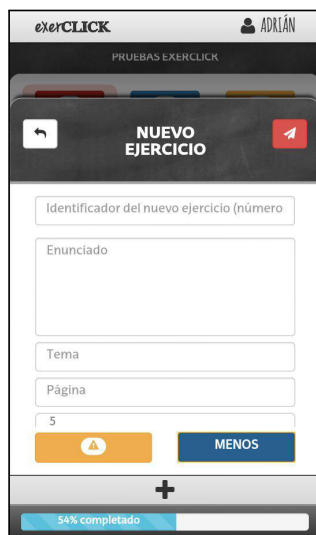 exerCLICK
ADRIÁN
PRUEBAS EXERCLICK
NUEVO
EJERCICIO
Identificador del nuevo ejercicio (número
Enunciado
Tema
Página
5
MENOS
54% completado